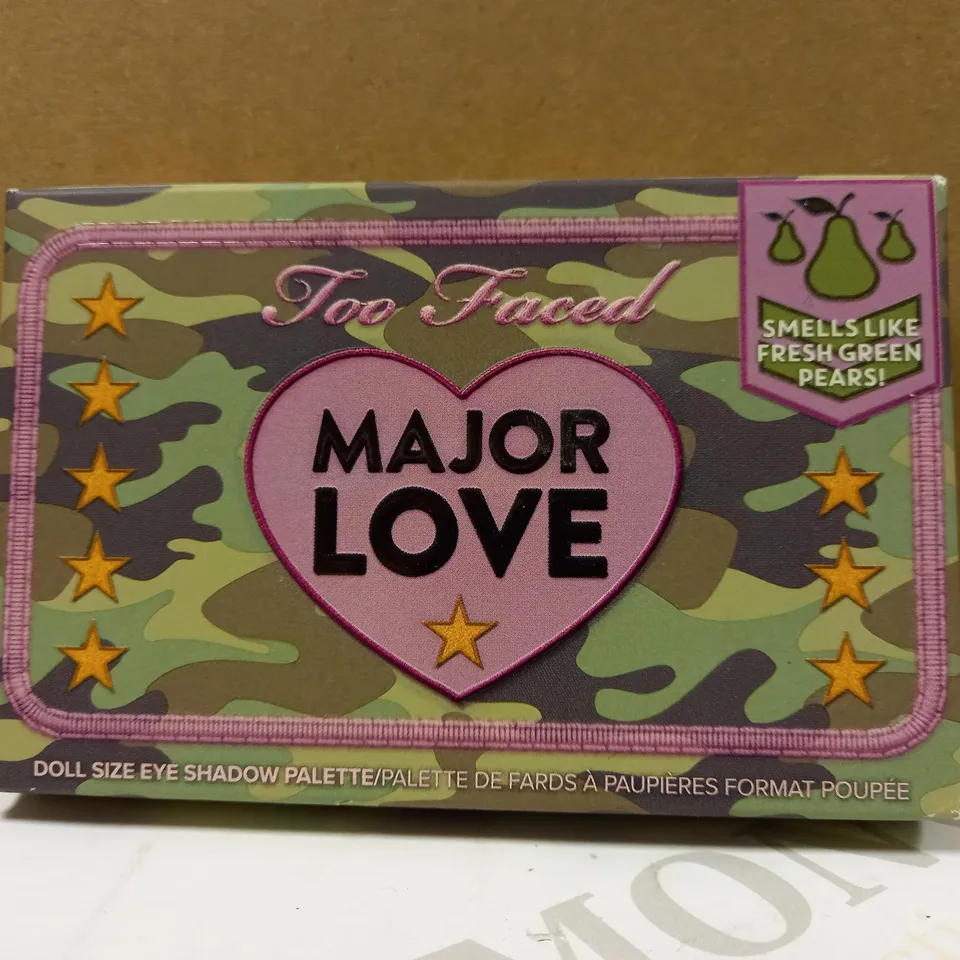 Too Faced
SMELLS LIKE
FRESH GREEN
PEARS!
MAJOR
LOVE
DOLL SIZE EYE SHADOW PALETTE/PALETTE DE FARDS À PAUPIÈRES FORMAT POUPÉE